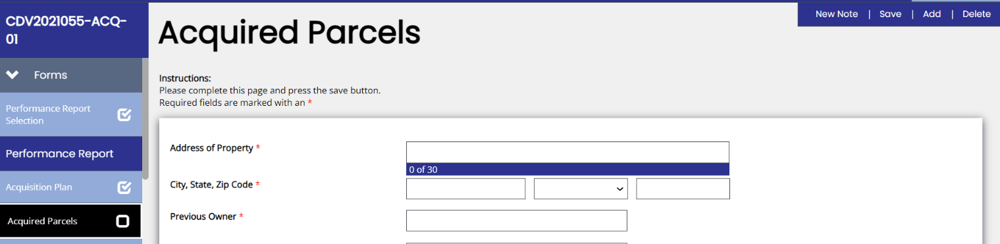 CDV2021055-ACQ-
01
Forms
Performance Report
Selection
Performance Report
Acquisition Plan
Acquired Parcels
New Note | Save | Add | Delete
Acquired Parcels
Instructions:
Please complete this page and press the save button.
Required fields are marked with an *
Address of Property *
0 of 30
City, State, Zip Code *
Previous Owner *